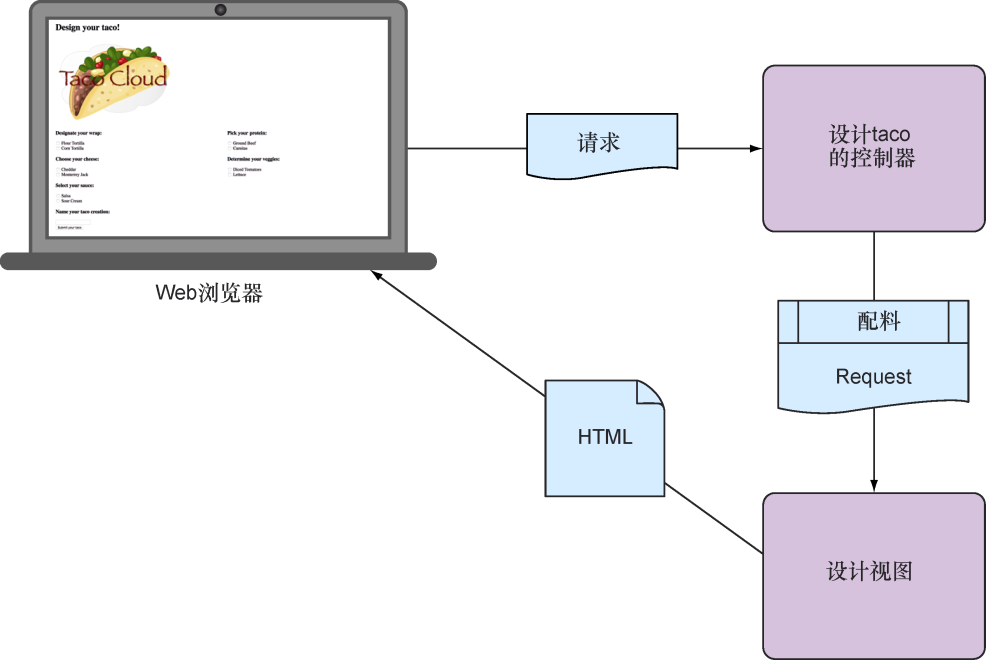 Design your taco!
Taco Cloud
Designate your wrap:
Flour Tortilla
Corn Tortilla
Choose your cheese:
Cheddar
Monterrey Jack
Select your sauce:
Salsa
Sour Cream
Name your taco creation:
Submit your taco
Pick your protein:
Ground Beef
Carnitas
Determine your veggies:
Diced Tomatoes
Lettuce
Web浏览器
请求
设计taco
的控制器
配料
Request
HTML
设计视图